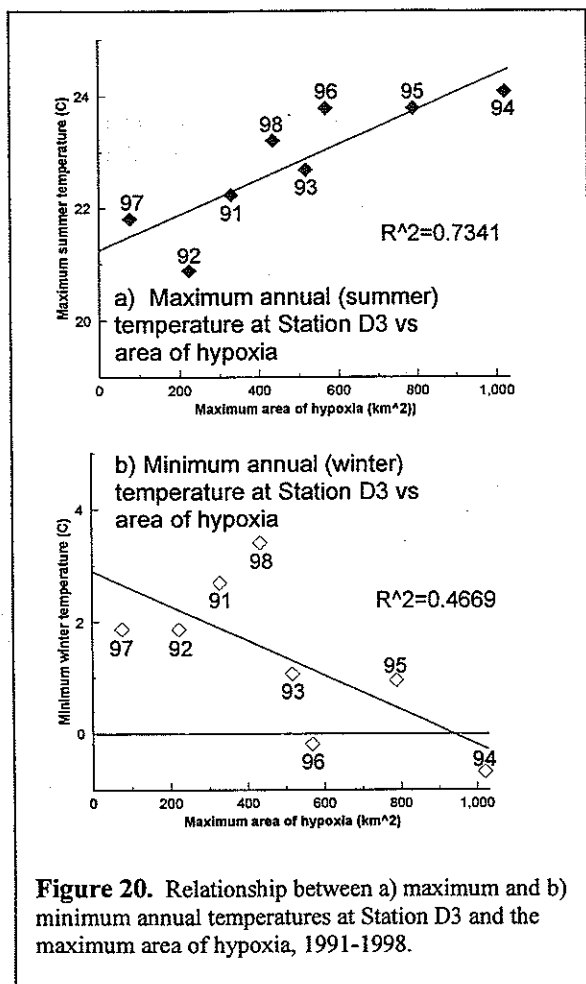 Maximum summer temperature (C)
24
22
20
97
92
91
98
93
96
95
94
R^2=0.7341
a) Maximum annual (summer)
temperature at Station D3 vs
area of hypoxia
0 200 400 600 800 1,000
Maximum area of hypoxia (km^2))
b) Minimum annual (winter)
temperature at Station D3 vs
area of hypoxia
Minimum winter temperature (C)
4
2
0
97
92
91
98
93
96
95
94
R^2=0.4669
0 200 400 600 800 1,000
Maximum area of hypoxia (km^2)
Figure 20. Relationship between a) maximum and b)
minimum annual temperatures at Station D3 and the
maximum area of hypoxia, 1991-1998.